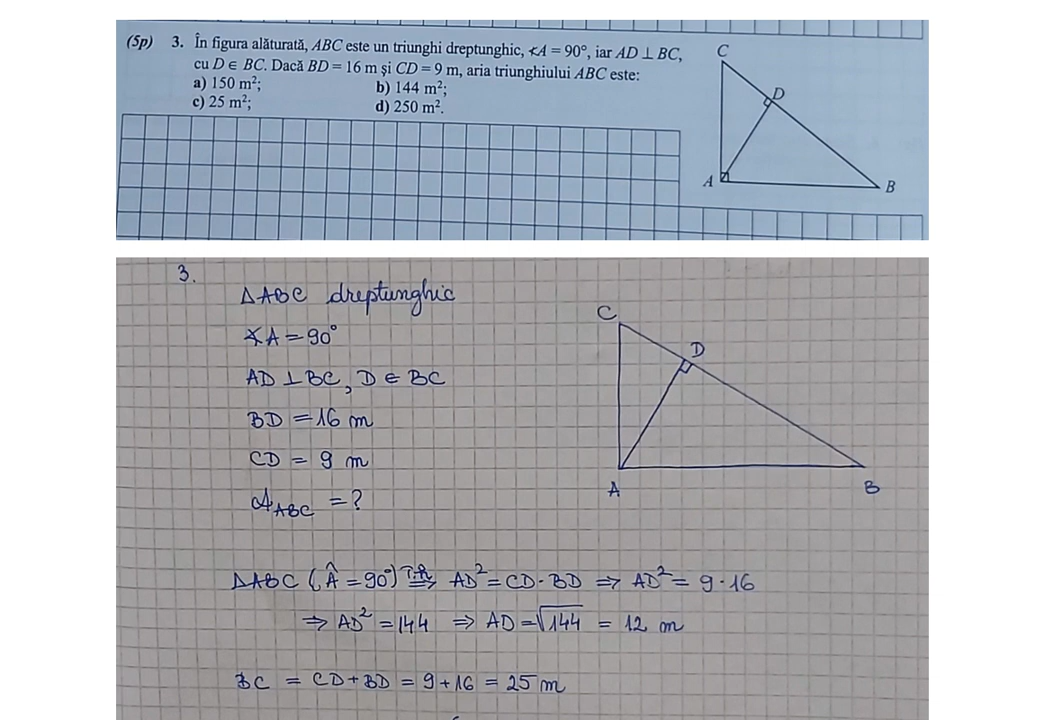 (5p) 3. În figura alăturată, ABC este un triunghi dreptunghic, ∢A = 90°, iar AD ⊥ BC,
cu D ∈ BC. Dacă BD = 16 m și CD = 9 m, aria triunghiului ABC este:
a) 150 m²; b) 144 m²;
c) 25 m²; d) 250 m².
C
D
A
B
3.
△ABC dreptunghic
∢A = 90°
AD ⊥ BC, D ∈ BC
BD = 16 m
CD = 9 m
𝒜ABC = ?
C
D
A
B
△ABC (Â = 90°) T.h ⟹ AD² = CD · BD ⇒ AD² = 9 · 16
⇒ AD² = 144 ⇒ AD = √144 = 12 m
BC = CD + BD = 9 + 16 = 25 m